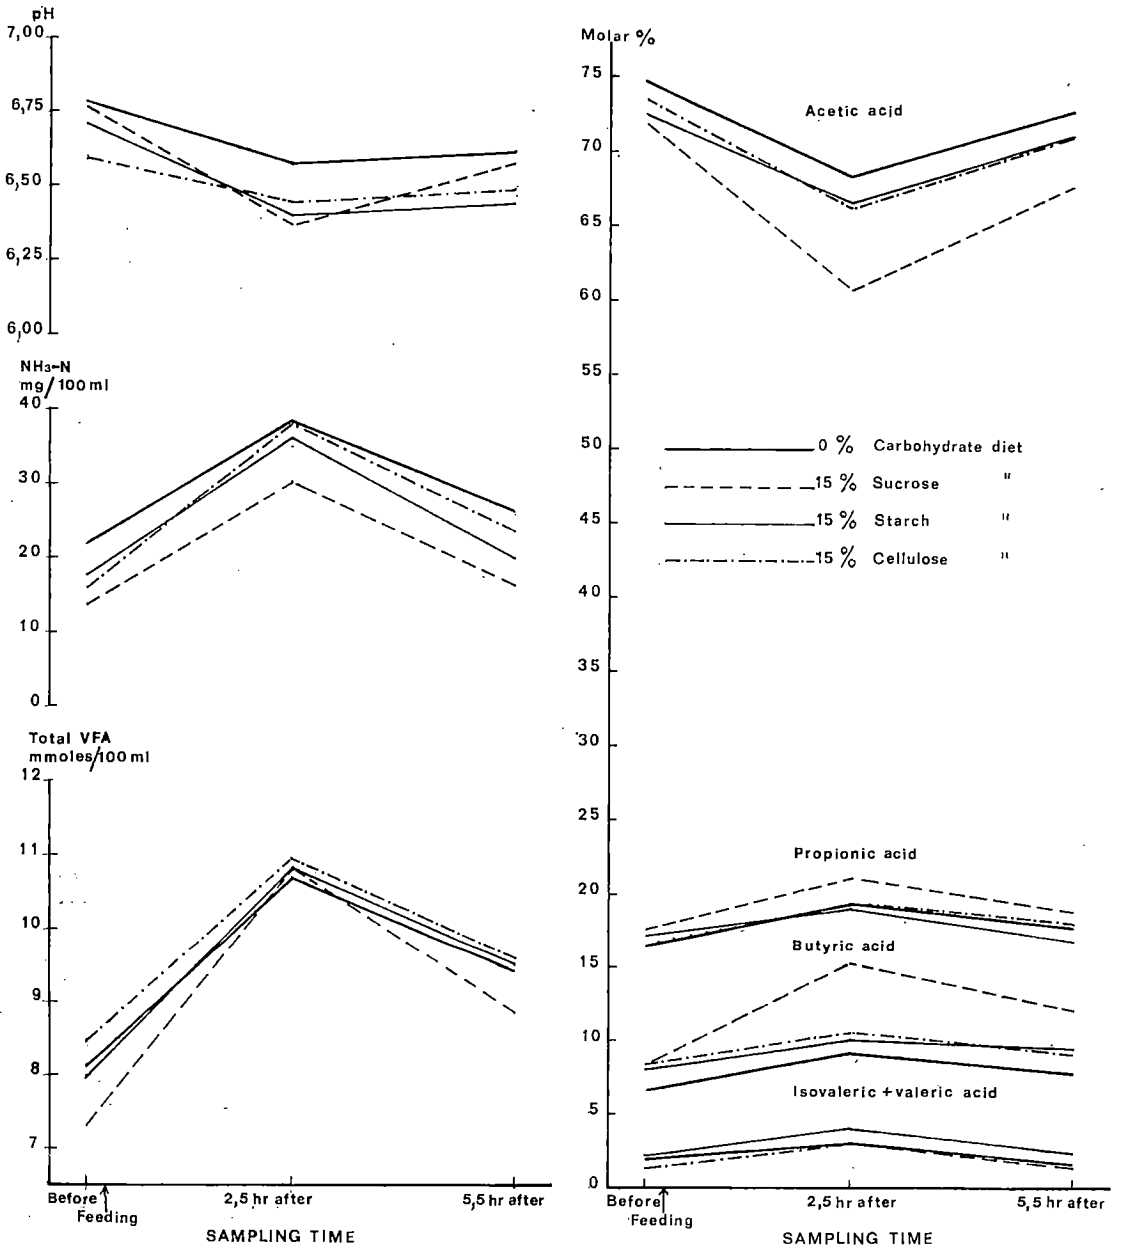 pH
7,00
6,75
6,50
6,25
6,00
NH3-N
mg/100 ml
40
30
20
10
0
Total VFA
mmoles/100 ml
12
11
10
9
8
7
Before 2,5 hr after 5,5 hr after
Feeding
SAMPLING TIME
Molar %
75
Acetic acid
70
65
60
55
50
0 % Carbohydrate diet
15 % Sucrose "
45
15 % Starch "
15 % Cellulose "
40
35
30
25
Propionic acid
20
Butyric acid
15
10
Isovaleric + valeric acid
5
0
Before 2,5 hr after 5,5 hr after
Feeding
SAMPLING TIME